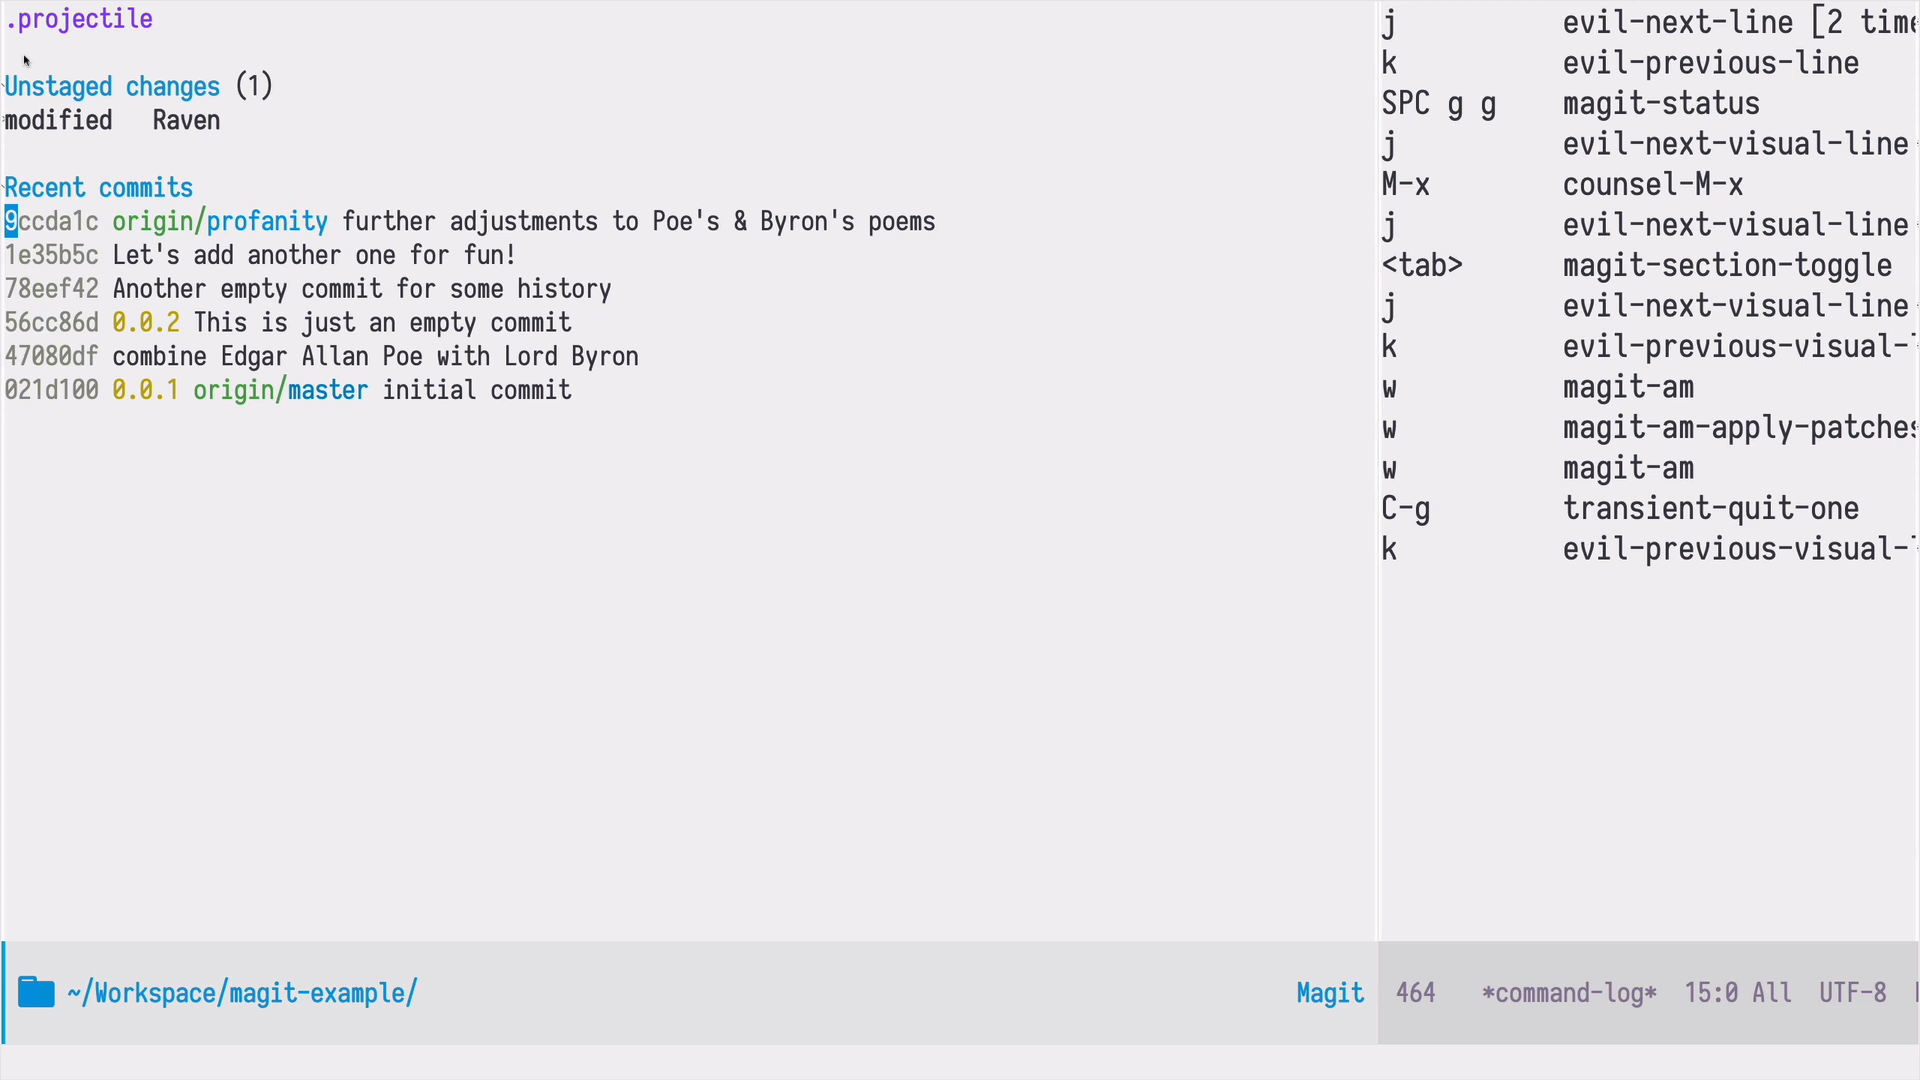 .projectile
Unstaged changes (1)
modified   Raven
Recent commits
9ccda1c origin/profanity further adjustments to Poe's & Byron's poems
1e35b5c Let's add another one for fun!
78eef42 Another empty commit for some history
56cc86d 0.0.2 This is just an empty commit
47080df combine Edgar Allan Poe with Lord Byron
021d100 0.0.1 origin/master initial commit
~/Workspace/magit-example/ Magit
j evil-next-line [2
k evil-previous-line
SPC g g magit-status
j evil-next-visual-line
M-x counsel-M-x
j evil-next-visual-line
<tab> magit-section-toggle
j evil-next-visual-line
k evil-previous-visual-
w magit-am
w magit-am-apply-patches
w magit-am
C-g transient-quit-one
k evil-previous-visual-
464 *command-log* 15:0 All UTF-8